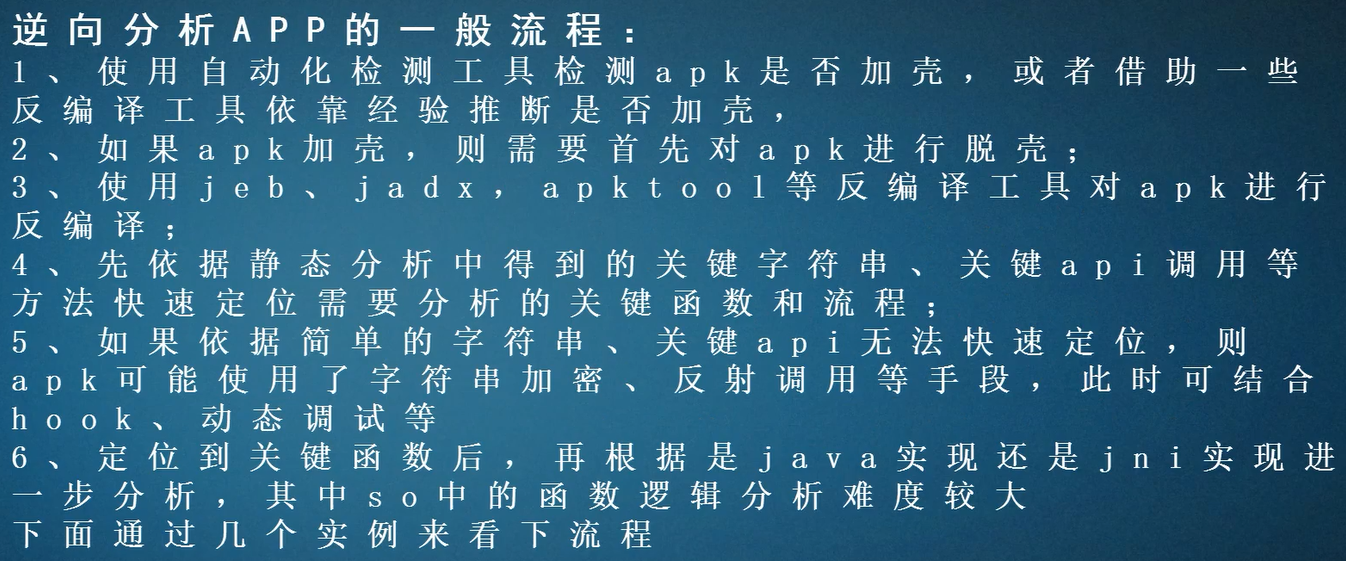 逆向分析APP的一般流程：
1、使用自动化检测工具检测apk是否加壳，或者借助一些
反编译工具依靠经验推断是否加壳，
2、如果apk加壳，则需要首先对apk进行脱壳；
3、使用jeb、jadx，apktool等反编译工具对apk进行
反编译；
4、先依据静态分析中得到的关键字符串、关键api调用等
方法快速定位需要分析的关键函数和流程；
5、如果依据简单的字符串、关键api无法快速定位，则
apk可能使用了字符串加密、反射调用等手段，此时可结合
hook、动态调试等
6、定位到关键函数后，再根据是java实现还是jni实现进
一步分析，其中so中的函数逻辑分析难度较大
下面通过几个实例来看下流程